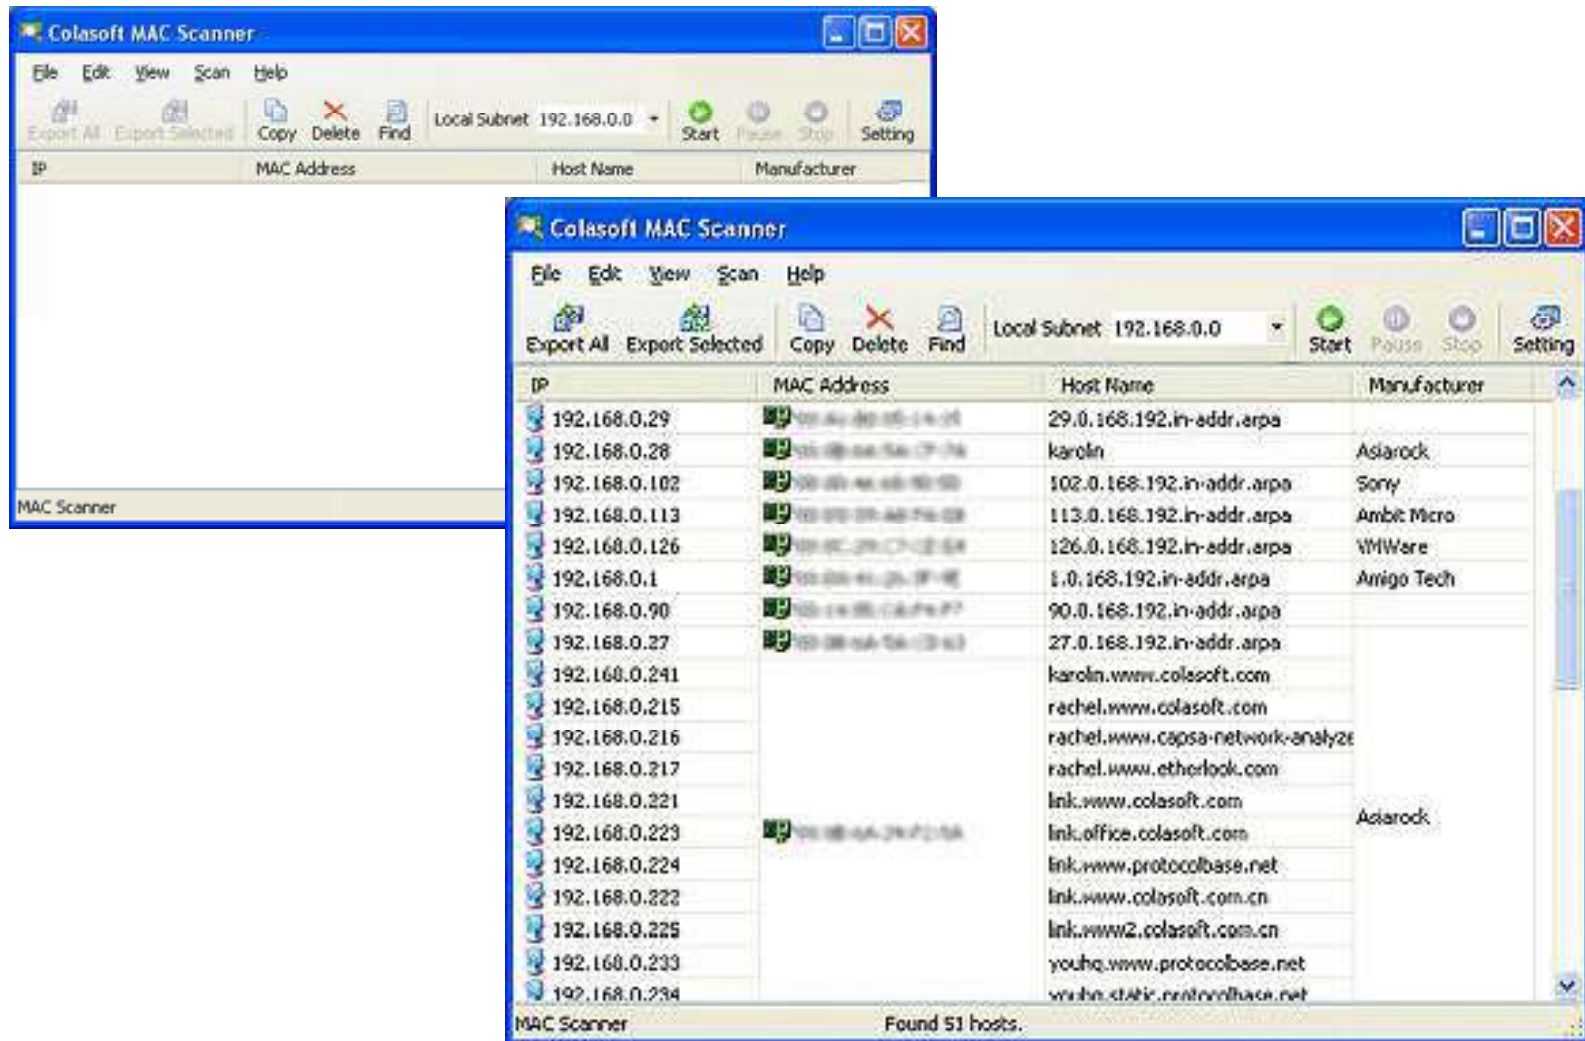 Colasoft MAC Scanner
File Edit View Scan Help
Export All Export Selected Copy Delete Find Local Subnet 192.168.0.0 Start Pause Stop Setting
IP MAC Address Host Name Manufacturer
MAC Scanner
Colasoft MAC Scanner
File Edit View Scan Help
Export All Export Selected Copy Delete Find Local Subnet 192.168.0.0 Start Pause Stop Setting
IP MAC Address Host Name Manufacturer
192.168.0.29 29.0.168.192.in-addr.arpa
192.168.0.28 karolin Asiarock
192.168.0.102 102.0.168.192.in-addr.arpa Sony
192.168.0.113 113.0.168.192.in-addr.arpa Ambit Micro
192.168.0.126 126.0.168.192.in-addr.arpa VMWare
192.168.0.1 1.0.168.192.in-addr.arpa Amigo Tech
192.168.0.90 90.0.168.192.in-addr.arpa
192.168.0.27 27.0.168.192.in-addr.arpa
192.168.0.241 karolin.www.colasoft.com
192.168.0.215 rachel.www.colasoft.com
192.168.0.216 rachel.www.capsa-network-analyze
192.168.0.217 rachel.www.etherlook.com
192.168.0.221 link.www.colasoft.com
Asiarock
192.168.0.223 link.office.colasoft.com
192.168.0.224 link.www.protocolbase.net
192.168.0.222 link.www.colasoft.com.cn
192.168.0.225 link.www2.colasoft.com.cn
192.168.0.233 youhq.www.protocolbase.net
192.168.0.234 youhq.static.protocolbase.net
MAC Scanner Found 51 hosts.